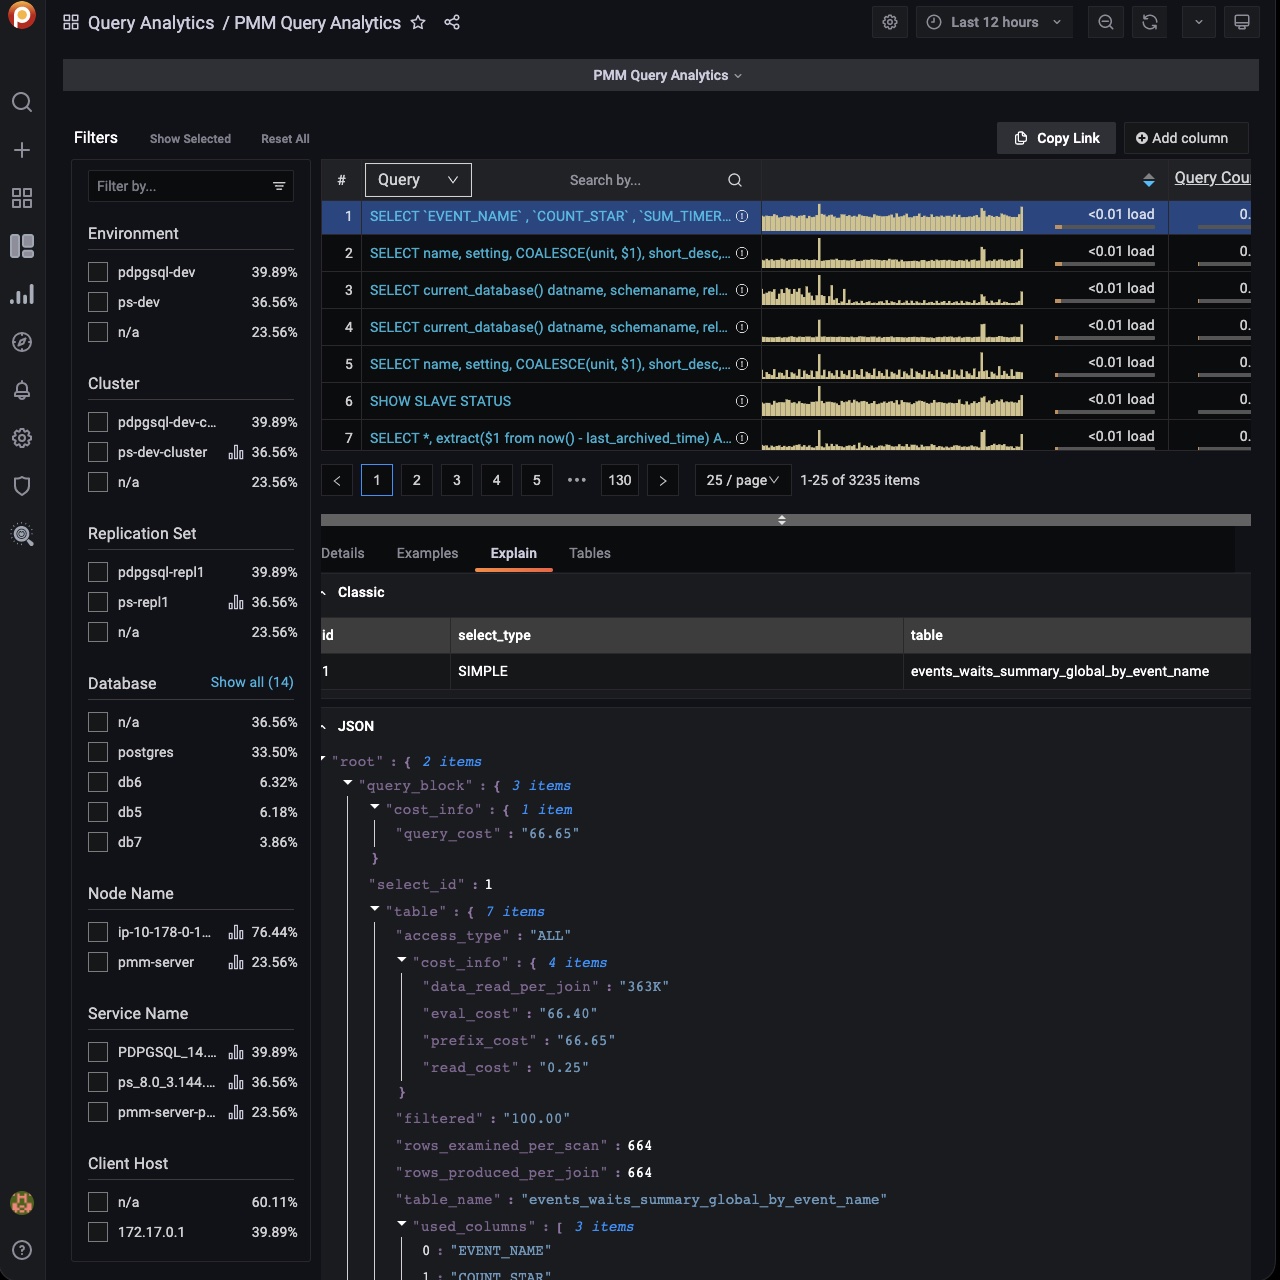 Query Analytics / PMM Query Analytics
Last 12 hours
PMM Query Analytics
Filters Show Selected Reset All
Copy Link Add column
Filter by...
# Query Search by... Query Cou
1 SELECT `EVENT_NAME` , `COUNT_STAR` , `SUM_TIMER... <0.01 load 0.
2 SELECT name, setting, COALESCE(unit, $1), short_desc,... <0.01 load 0.
3 SELECT current_database() datname, schemaname, rel... <0.01 load 0.
4 SELECT current_database() datname, schemaname, rel... <0.01 load 0.
5 SELECT name, setting, COALESCE(unit, $1), short_desc,... <0.01 load 0.
6 SHOW SLAVE STATUS <0.01 load 0.
7 SELECT *, extract($1 from now() - last_archived_time) A... <0.01 load 0.
< 1 2 3 4 5 ••• 130 > 25 / page 1-25 of 3235 items
Environment
pdpgsql-dev 39.89%
ps-dev 36.56%
n/a 23.56%
Cluster
pdpgsql-dev-c... 39.89%
ps-dev-cluster 36.56%
n/a 23.56%
Replication Set
pdpgsql-repl1 39.89%
ps-repl1 36.56%
n/a 23.56%
Database Show all (14)
n/a 36.56%
postgres 33.50%
db6 6.32%
db5 6.18%
db7 3.86%
Node Name
ip-10-178-0-1... 76.44%
pmm-server 23.56%
Service Name
PDPGSQL_14.... 39.89%
ps_8.0_3.144.... 36.56%
pmm-server-p... 23.56%
Client Host
n/a 60.11%
172.17.0.1 39.89%
Details Examples Explain Tables
Classic
id select_type table
1 SIMPLE events_waits_summary_global_by_event_name
JSON
"root" : { 2 items
"query_block" : { 3 items
"cost_info" : { 1 item
"query_cost" : "66.65"
}
"select_id" : 1
"table" : { 7 items
"access_type" : "ALL"
"cost_info" : { 4 items
"data_read_per_join" : "363K"
"eval_cost" : "66.40"
"prefix_cost" : "66.65"
"read_cost" : "0.25"
}
"filtered" : "100.00"
"rows_examined_per_scan" : 664
"rows_produced_per_join" : 664
"table_name" : "events_waits_summary_global_by_event_name"
"used_columns" : [ 3 items
0 : "EVENT_NAME"
1 : "COUNT_STAR"